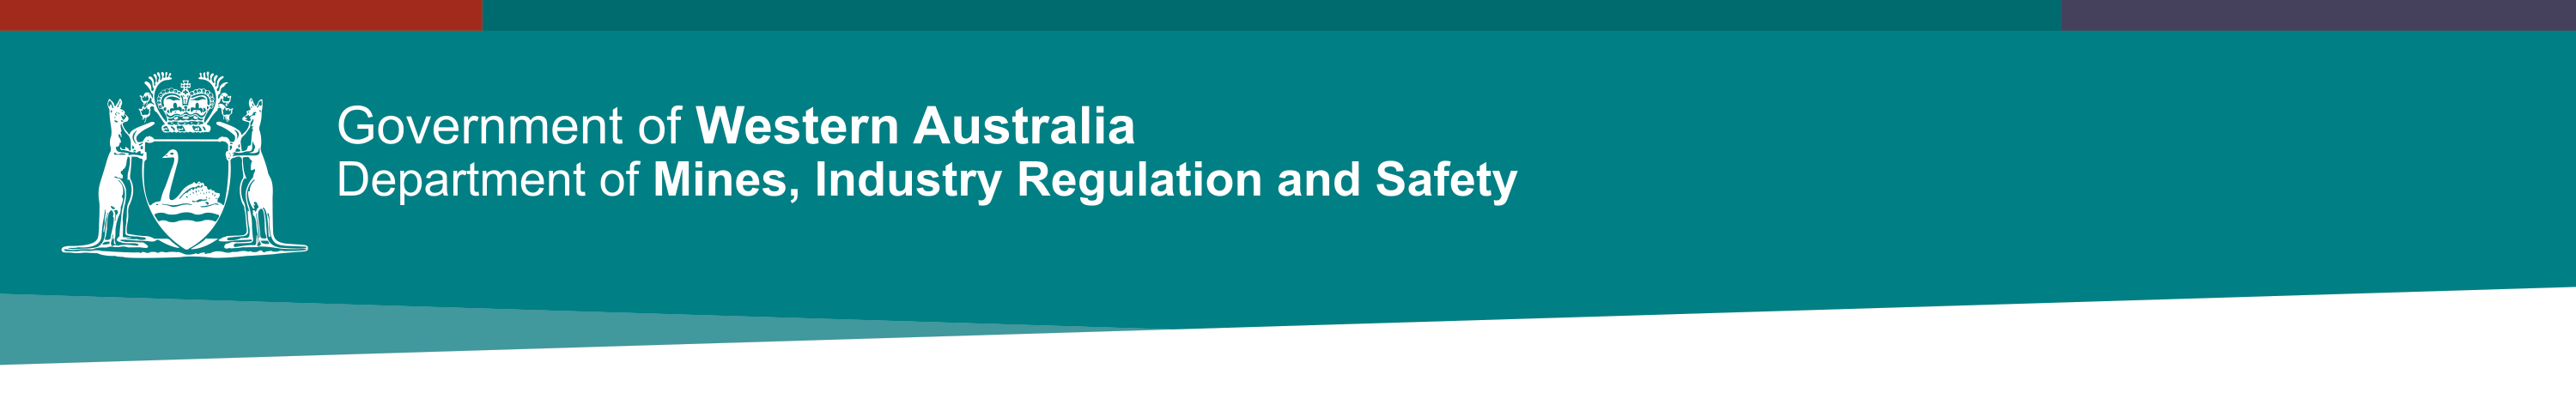 Government of Western Australia
Department of Mines, Industry Regulation and Safety